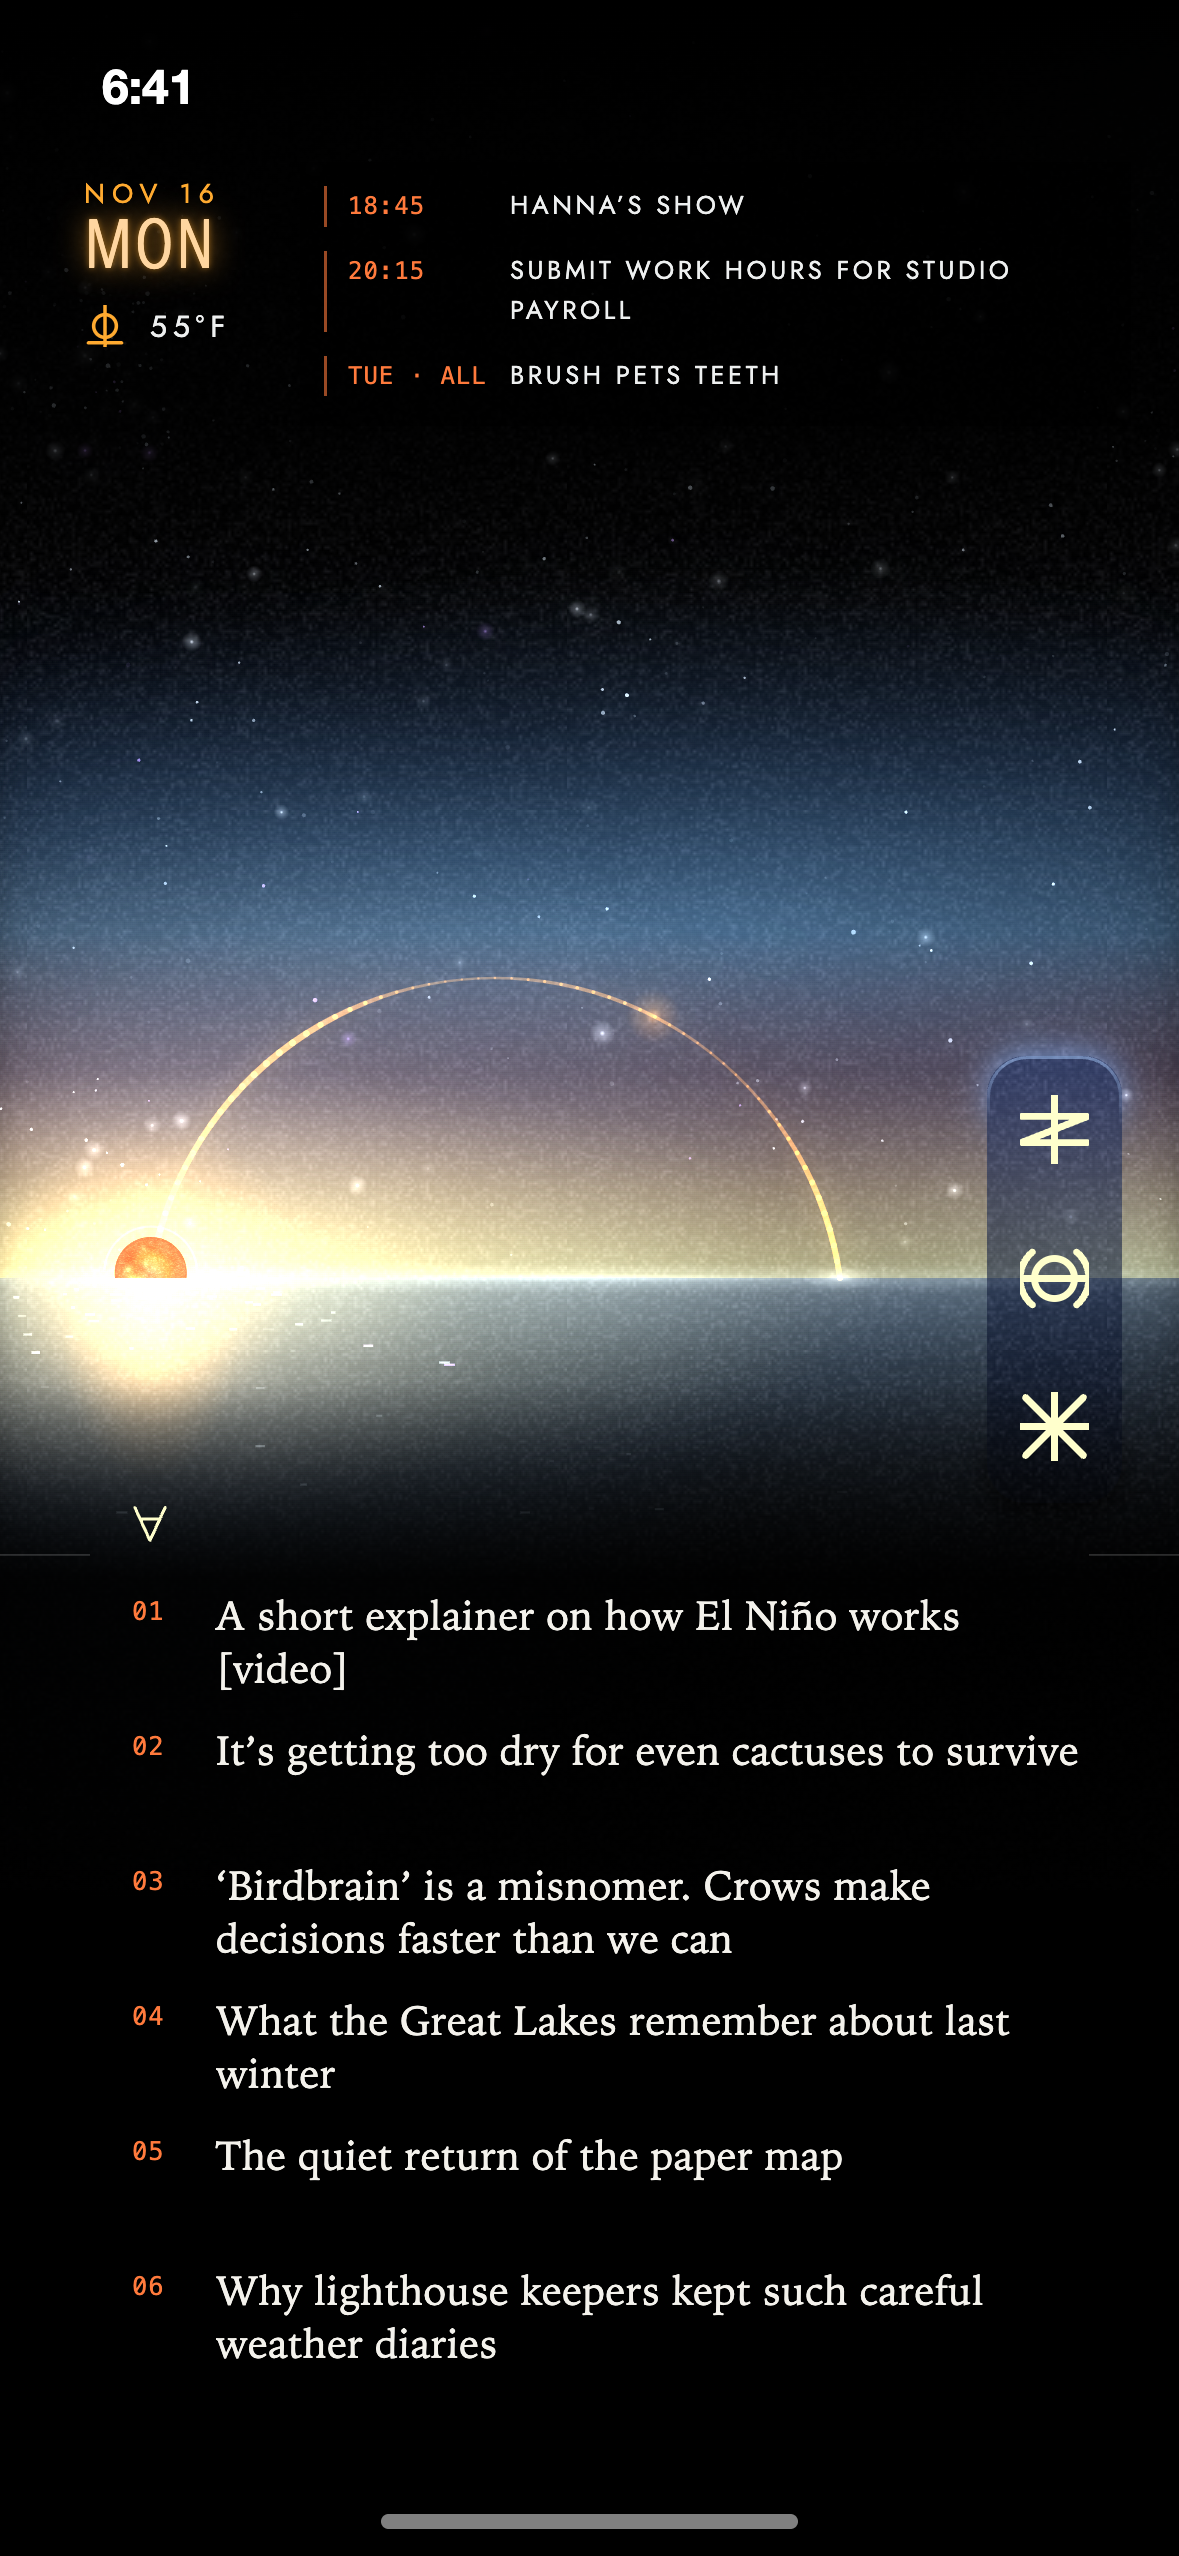 6:41
NOV 16
MON
55°F
18:45 HANNA’S SHOW
20:15 SUBMIT WORK HOURS FOR STUDIO
PAYROLL
TUE · ALL BRUSH PETS TEETH
01 A short explainer on how El Niño works
[video]
02 It’s getting too dry for even cactuses to survive
03 ‘Birdbrain’ is a misnomer. Crows make
decisions faster than we can
04 What the Great Lakes remember about last
winter
05 The quiet return of the paper map
06 Why lighthouse keepers kept such careful
weather diaries